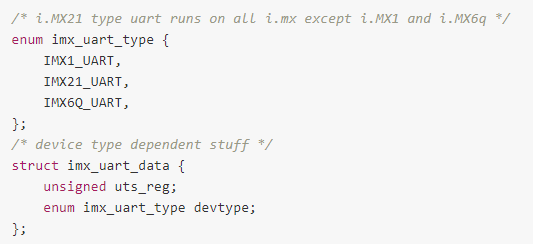 /* i.MX21 type uart runs on all i.mx except i.MX1 and i.MX6q */
enum imx_uart_type {
    IMX1_UART,
    IMX21_UART,
    IMX6Q_UART,
};
/* device type dependent stuff */
struct imx_uart_data {
    unsigned uts_reg;
    enum imx_uart_type devtype;
};